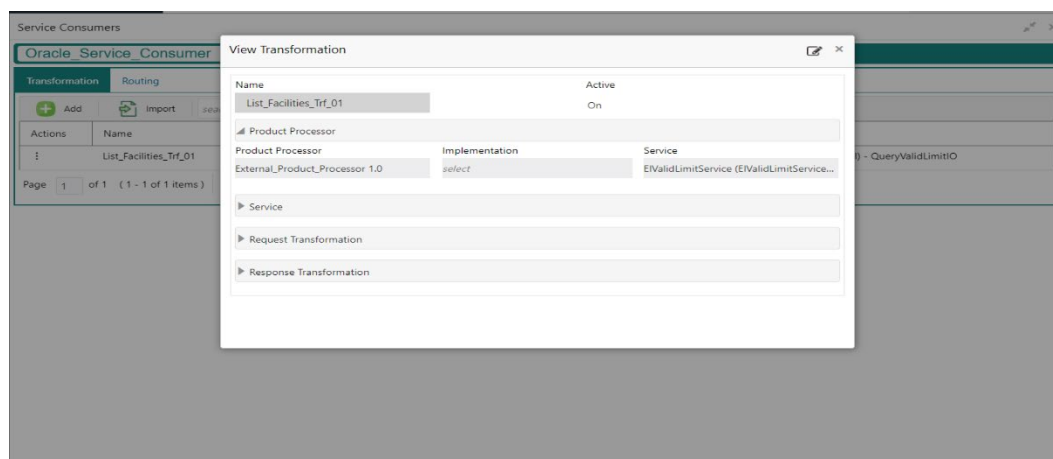 Service Consumers
Oracle_Service_Consumer
Transformation Routing
Add Import
Actions Name
List_Facilities_Trf_01 - QueryValidLimitIO
Page 1 of 1 ( 1 - 1 of 1 items )
View Transformation
Name Active
List_Facilities_Trf_01 On
Product Processor
Product Processor Implementation Service
External_Product_Processor 1.0 select EIValidLimitService (EIValidLimitService...
Service
Request Transformation
Response Transformation